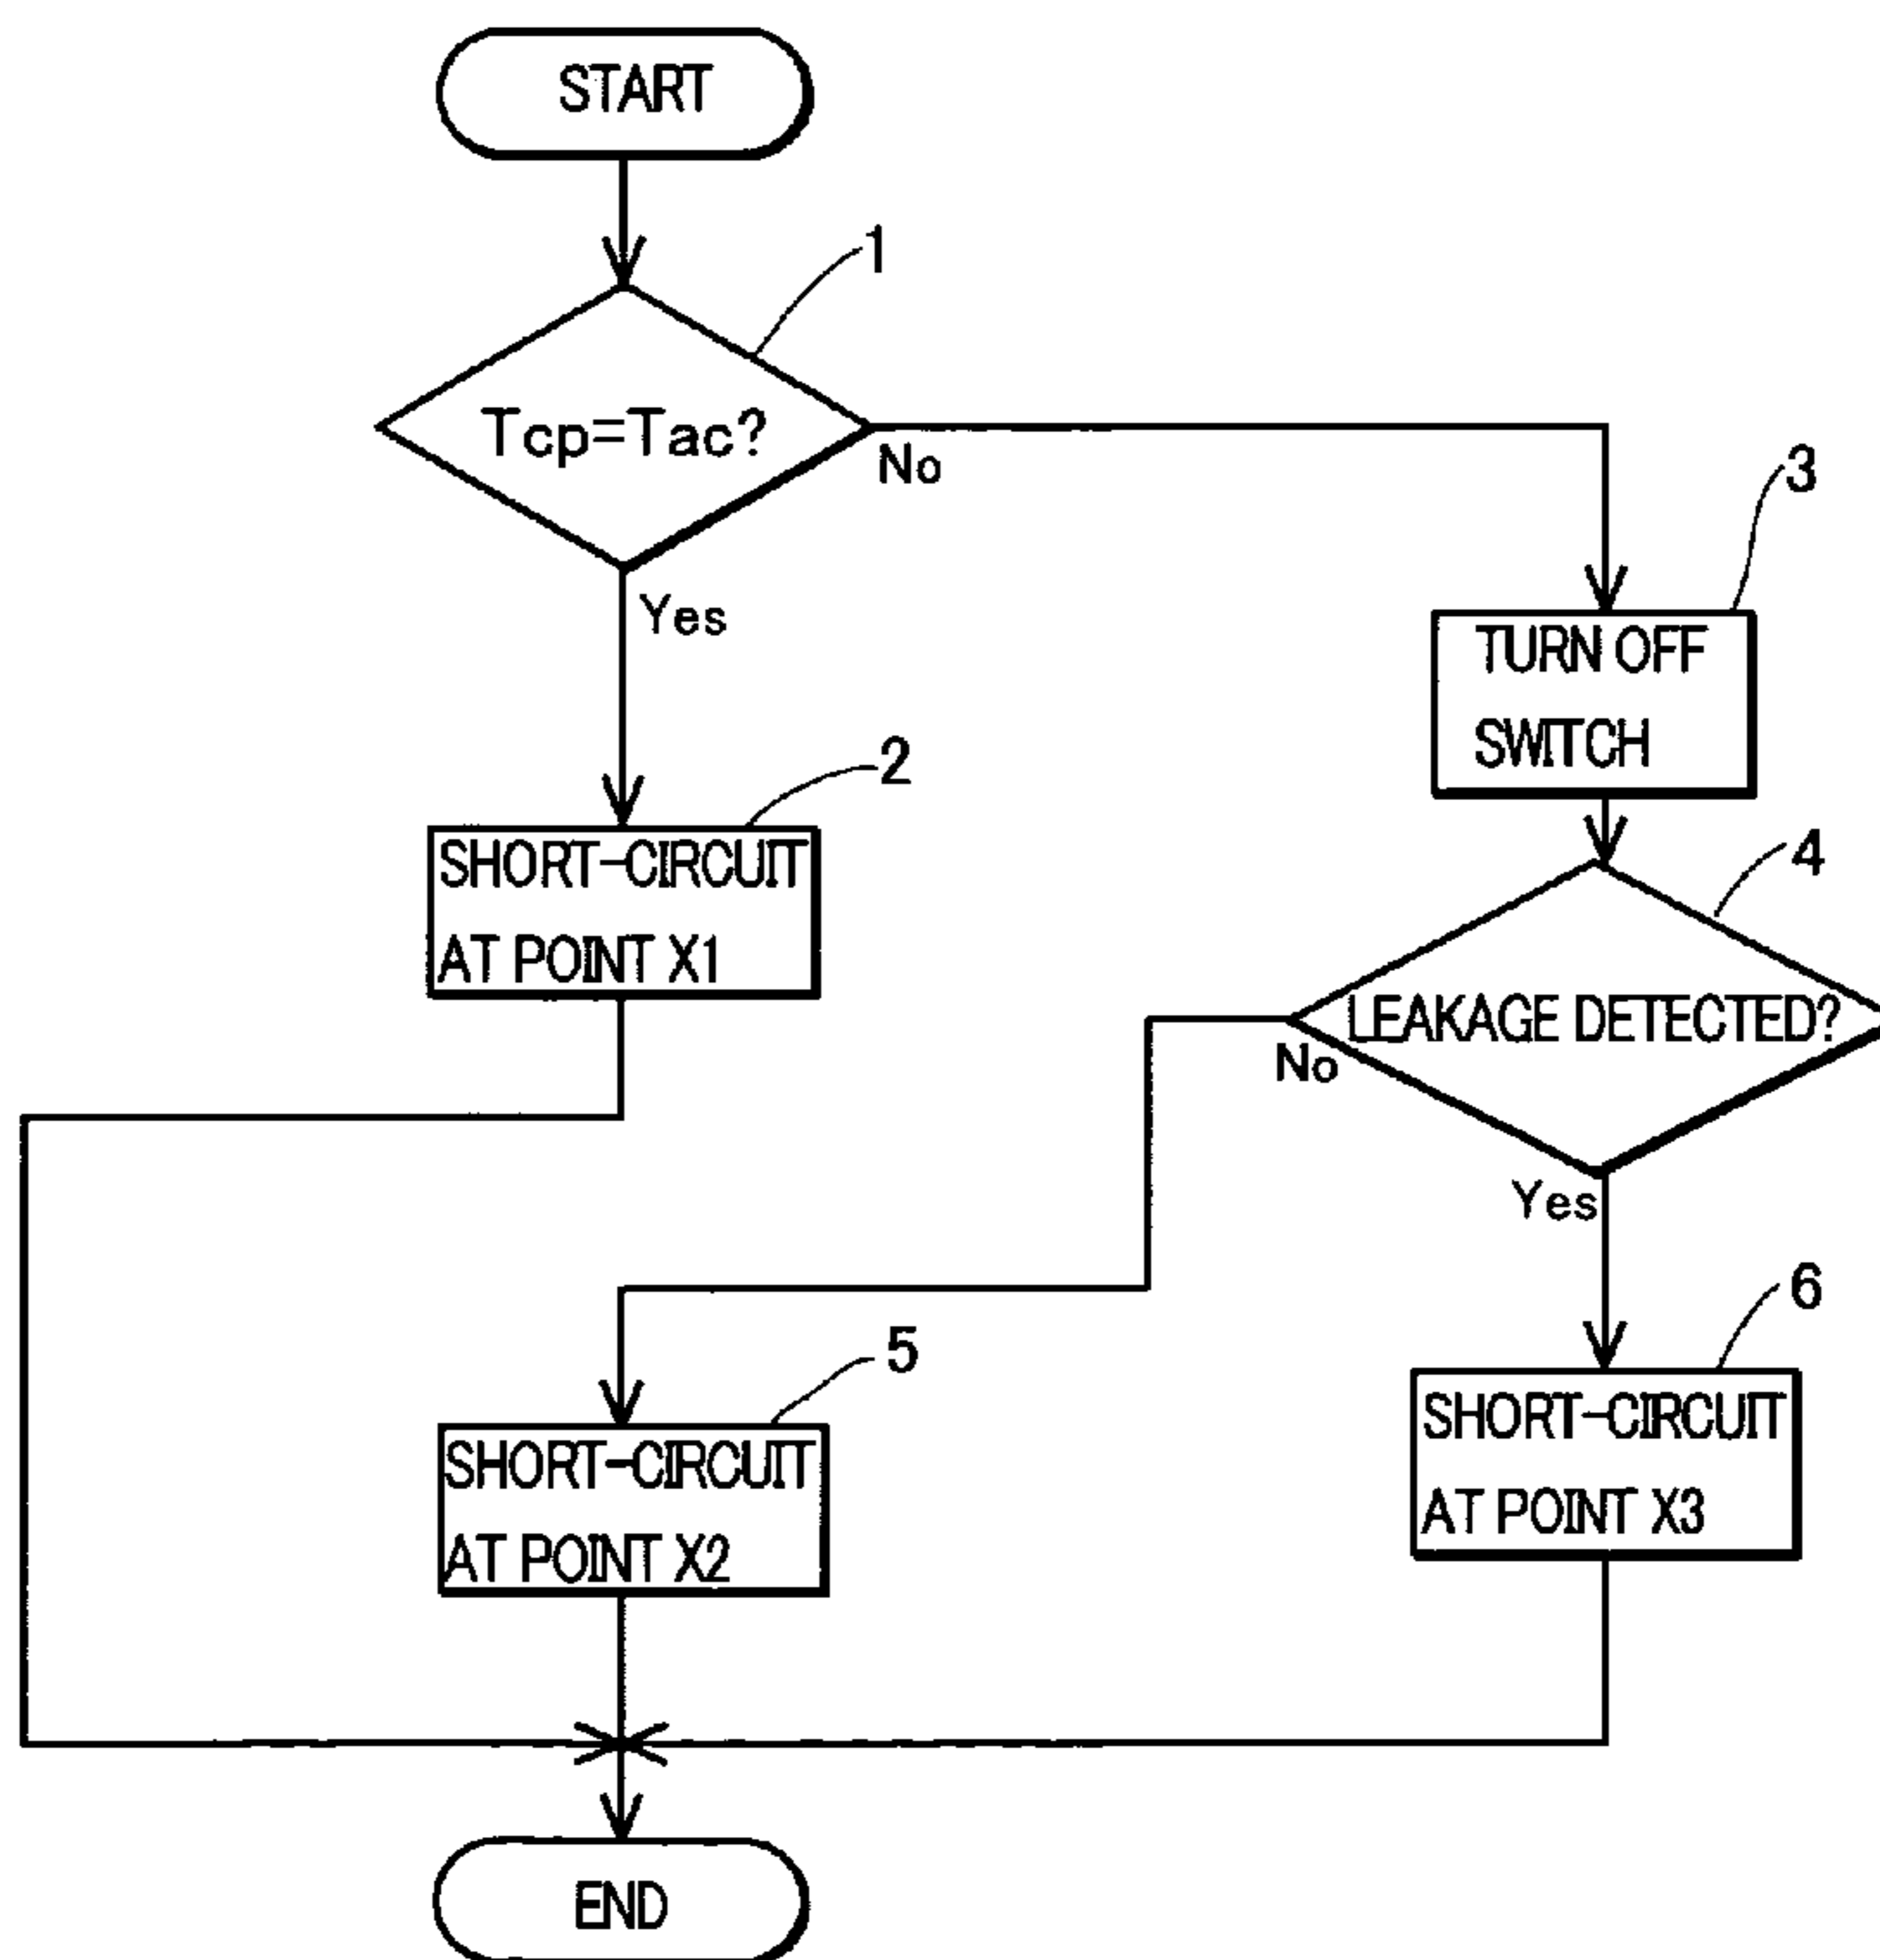 START
1
Tcp=Tac?
No
Yes
3
TURN OFF
SWITCH
2
SHORT-CIRCUIT
AT POINT X1
4
LEAKAGE DETECTED?
No
Yes
5
SHORT-CIRCUIT
AT POINT X2
6
SHORT-CIRCUIT
AT POINT X3
END